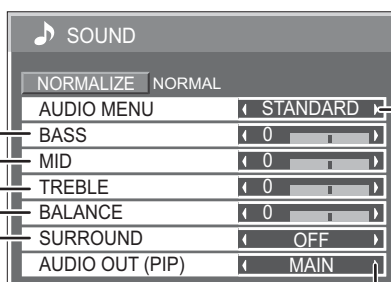 SOUND
NORMALIZE NORMAL
AUDIO MENU STANDARD
BASS 0
MID 0
TREBLE 0
BALANCE 0
SURROUND OFF
AUDIO OUT (PIP) MAIN